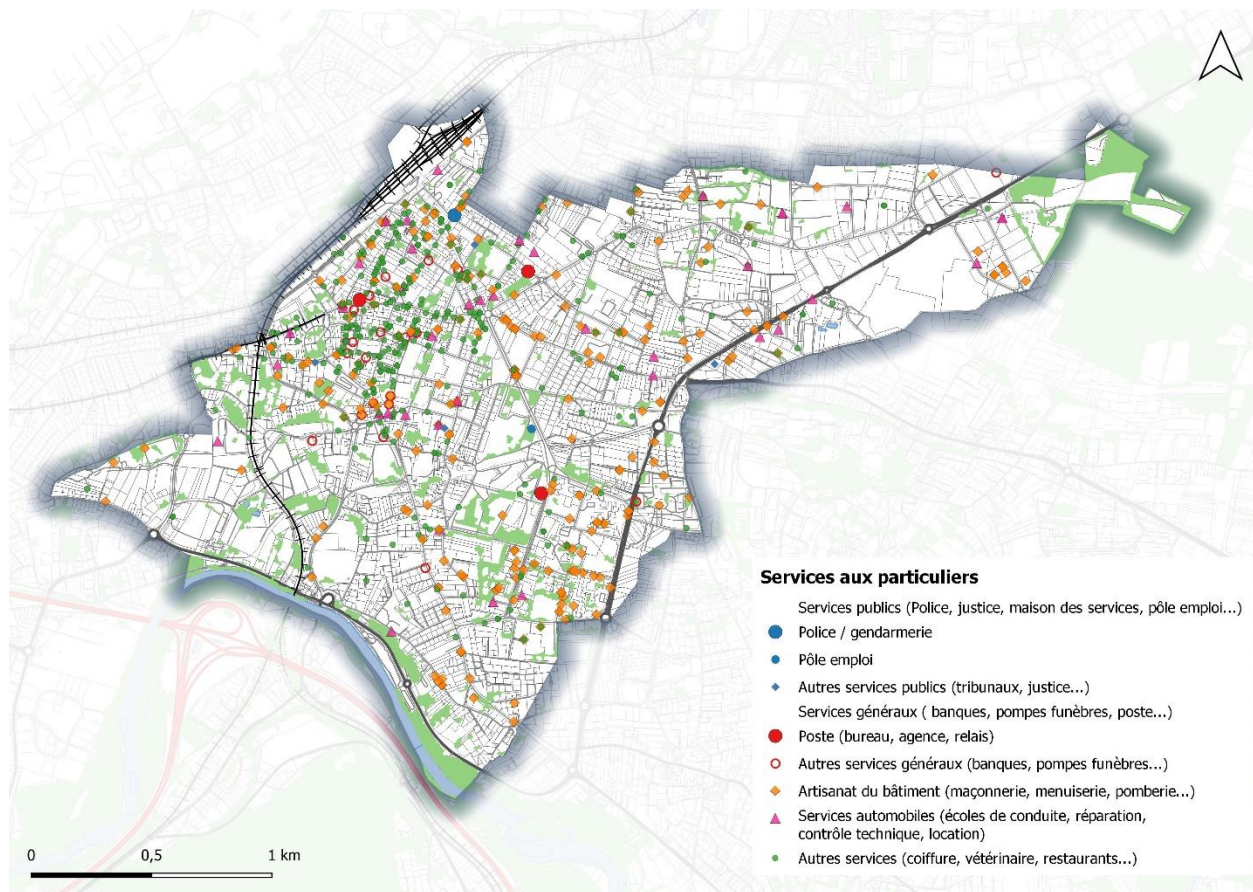 Services aux particuliers
Services publics (Police, justice, maison des services, pôle emploi...)
Police / gendarmerie
Pôle emploi
Autres services publics (tribunaux, justice...)
Services généraux ( banques, pompes funèbres, poste...)
Poste (bureau, agence, relais)
Autres services généraux (banques, pompes funèbres...)
Artisanat du bâtiment (maçonnerie, menuiserie, pomberie...)
Services automobiles (écoles de conduite, réparation,
contrôle technique, location)
Autres services (coiffure, vétérinaire, restaurants...)
0 0,5 1 km